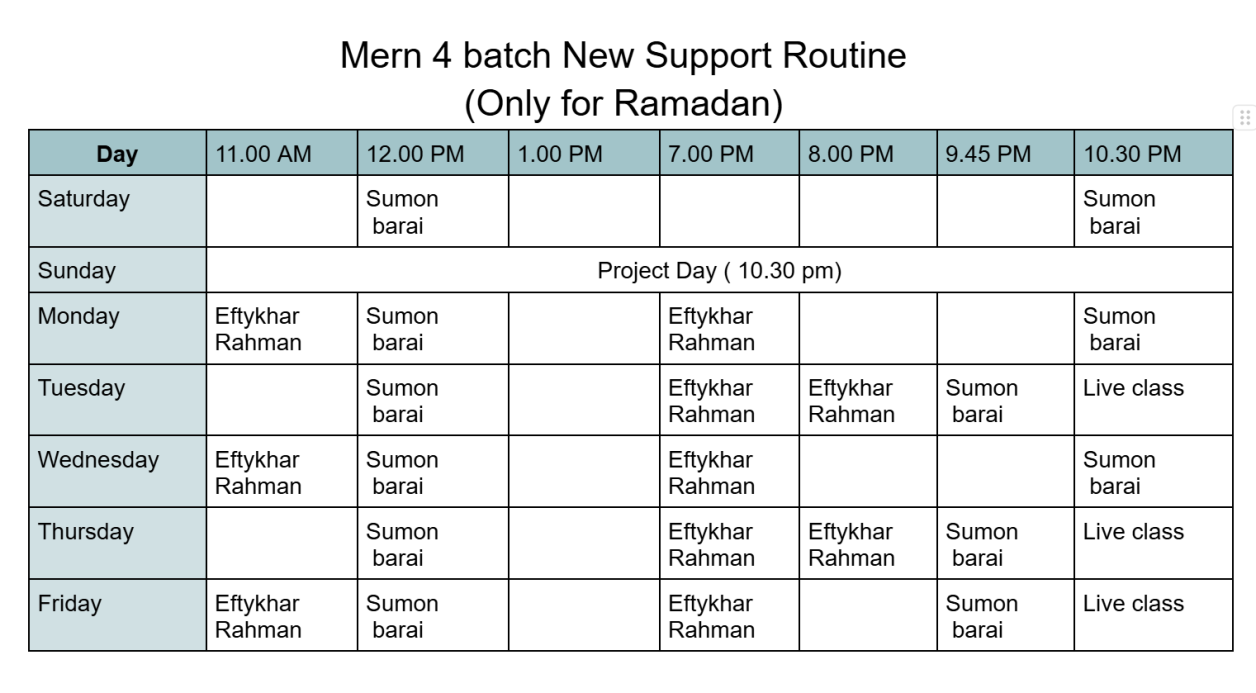 Mern 4 batch New Support Routine
(Only for Ramadan)
Day 11.00 AM 12.00 PM 1.00 PM 7.00 PM 8.00 PM 9.45 PM 10.30 PM
Saturday Sumon Sumon
barai barai
Sunday Project Day ( 10.30 pm)
Monday Eftykhar Sumon Eftykhar Sumon
Rahman barai Rahman barai
Tuesday Sumon Eftykhar Eftykhar Sumon Live class
barai Rahman Rahman barai
Wednesday Eftykhar Sumon Eftykhar Sumon
Rahman barai Rahman barai
Thursday Sumon Eftykhar Eftykhar Sumon Live class
barai Rahman Rahman barai
Friday Eftykhar Sumon Eftykhar Sumon Live class
Rahman barai Rahman barai